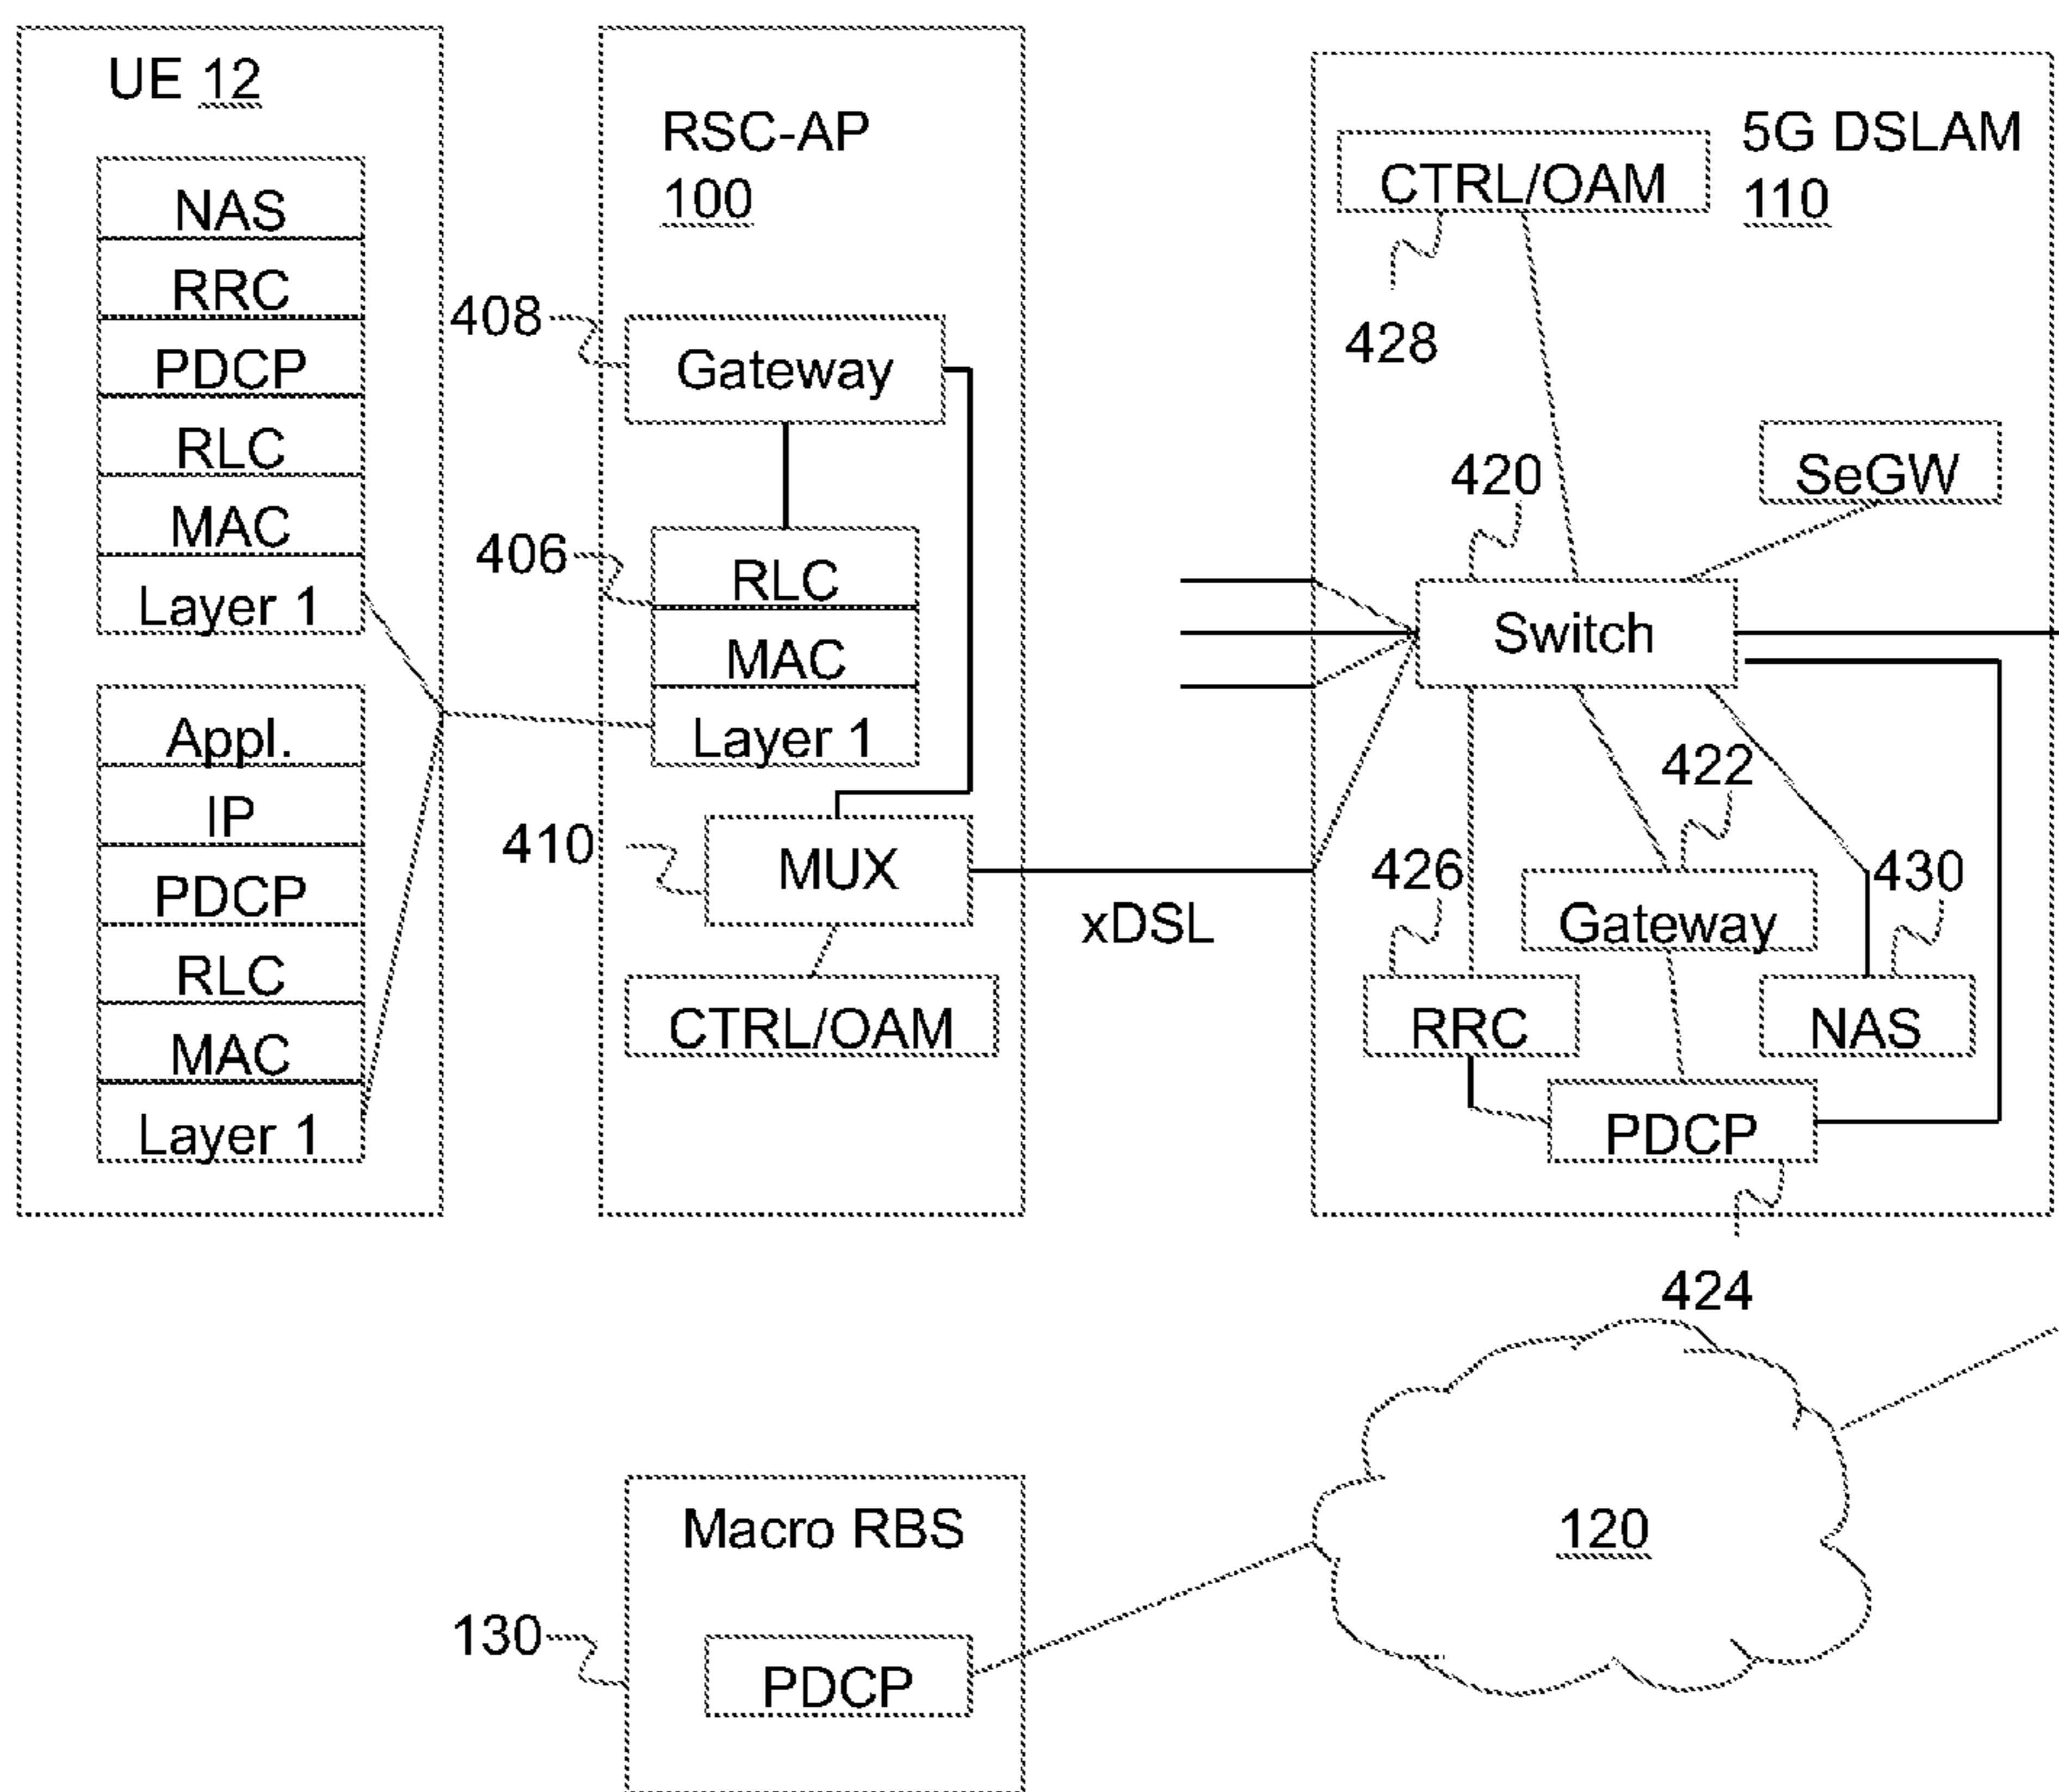 UE 12
NAS
RRC
PDCP
RLC
MAC
Layer 1
Appl.
IP
PDCP
RLC
MAC
Layer 1
RSC-AP
100
408
Gateway
406
RLC
MAC
Layer 1
410
MUX
CTRL/OAM
xDSL
5G DSLAM
110
CTRL/OAM
428
420
SeGW
Switch
422
426
430
Gateway
RRC
NAS
PDCP
424
120
Macro RBS
130
PDCP